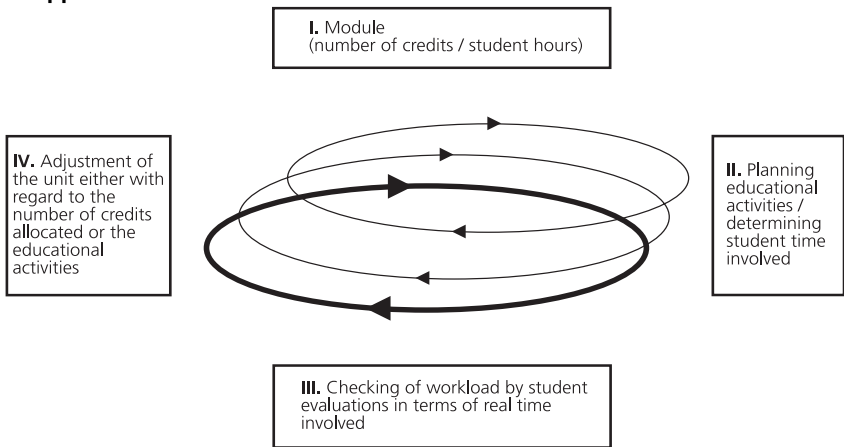 I. Module
(number of credits / student hours)
IV. Adjustment of
the unit either with
regard to the
number of credits
allocated or the
educational
activities
II. Planning
educational
activities /
determining
student time
involved
III. Checking of workload by student
evaluations in terms of real time
involved